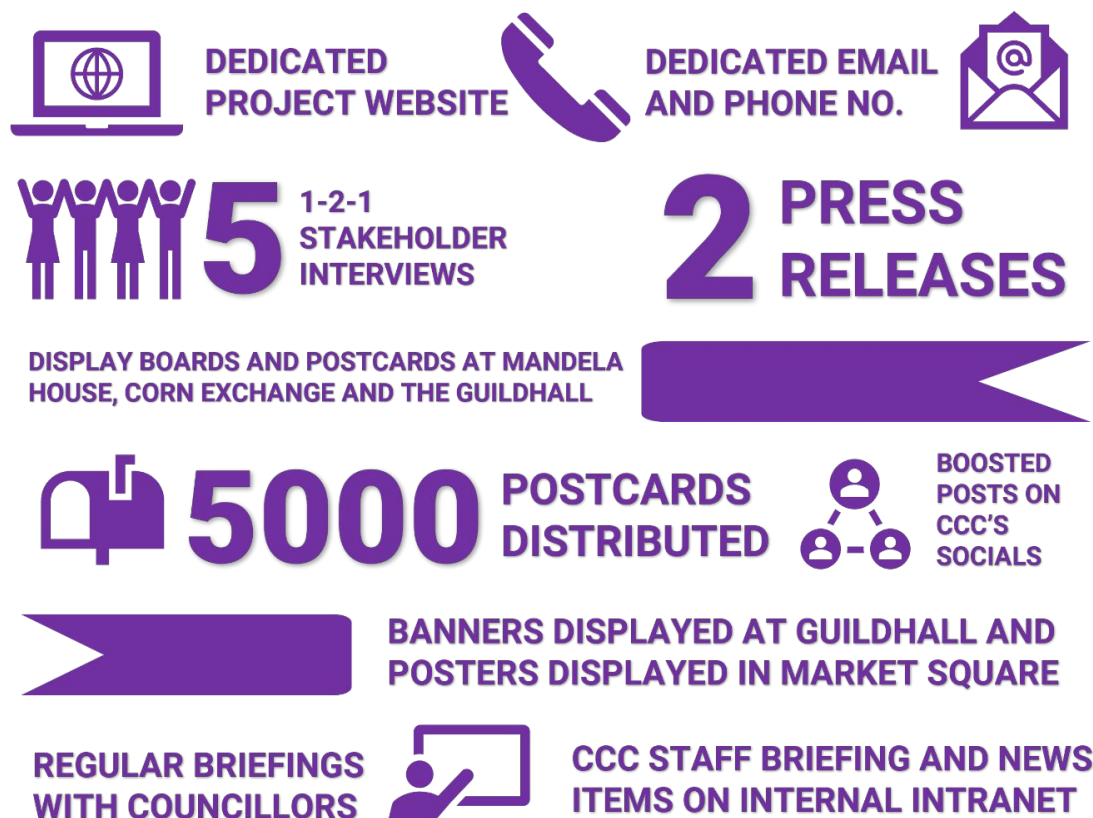 DEDICATED
PROJECT WEBSITE
DEDICATED EMAIL
AND PHONE NO.
@
5
1-2-1
STAKEHOLDER
INTERVIEWS
2
PRESS
RELEASES
DISPLAY BOARDS AND POSTCARDS AT MANDELA
HOUSE, CORN EXCHANGE AND THE GUILDHALL
5000
POSTCARDS
DISTRIBUTED
BOOSTED
POSTS ON
CCC'S
SOCIALS
BANNERS DISPLAYED AT GUILDHALL AND
POSTERS DISPLAYED IN MARKET SQUARE
REGULAR BRIEFINGS
WITH COUNCILLORS
CCC STAFF BRIEFING AND NEWS
ITEMS ON INTERNAL INTRANET